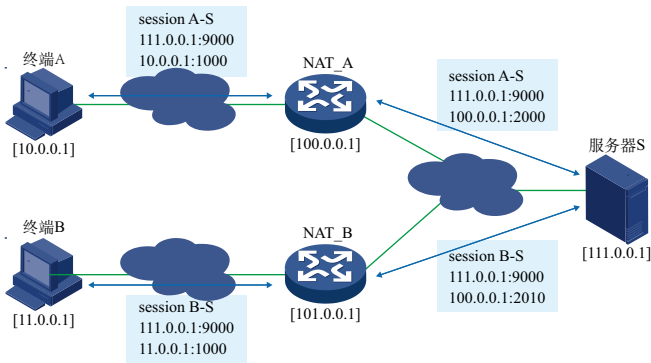 session A-S
111.0.0.1:9000
10.0.0.1:1000
终端A
[10.0.0.1]
NAT_A
[100.0.0.1]
session A-S
111.0.0.1:9000
100.0.0.1:2000
服务器S
[111.0.0.1]
终端B
[11.0.0.1]
NAT_B
[101.0.0.1]
session B-S
111.0.0.1:9000
100.0.0.1:2010
session B-S
111.0.0.1:9000
11.0.0.1:1000